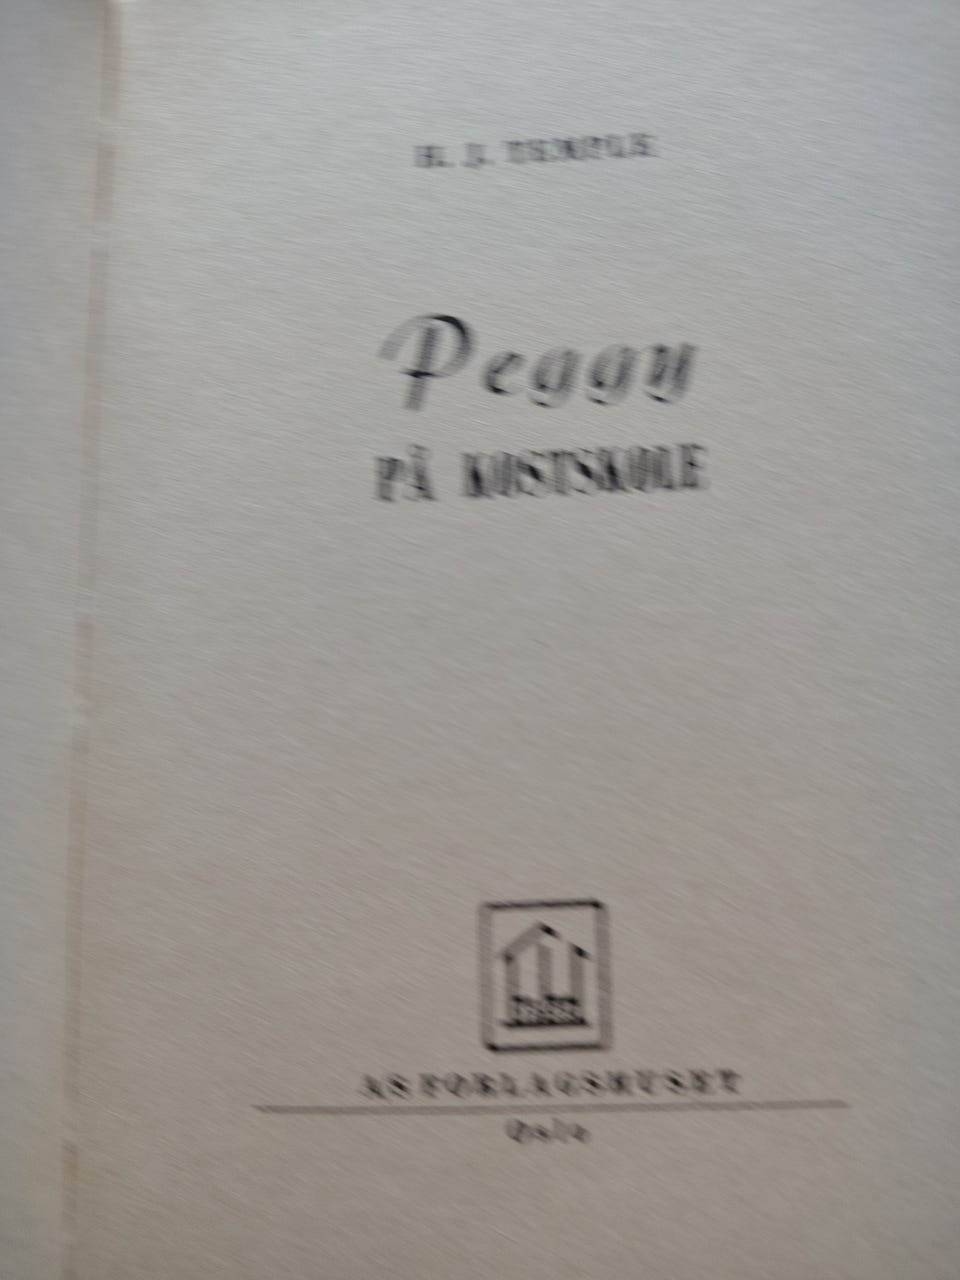 H. J. TEMPLE
Peggy
PÅ KOSTSKOLE
AS FORLAGSHUSET
Oslo